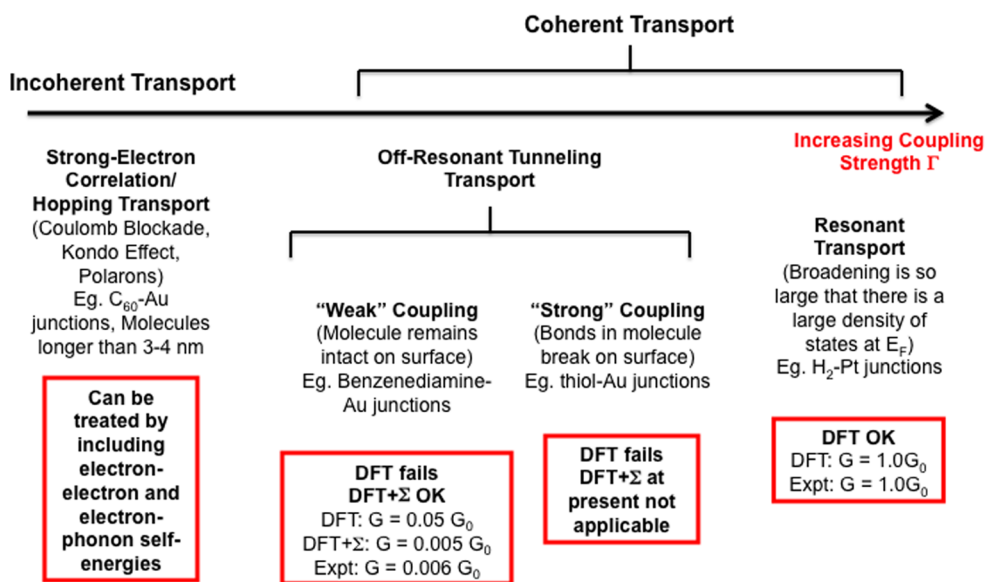 Coherent Transport
Incoherent Transport
Increasing Coupling
Strength Γ
Strong-Electron
Correlation/
Hopping Transport
(Coulomb Blockade,
Kondo Effect,
Polarons)
Eg. C₆₀-Au
junctions, Molecules
longer than 3-4 nm
Can be
treated by
including
electron-
electron and
electron-
phonon self-
energies
Off-Resonant Tunneling
Transport
“Weak” Coupling
(Molecule remains
intact on surface)
Eg. Benzenediamine-
Au junctions
DFT fails
DFT+Σ OK
DFT: G = 0.05 G₀
DFT+Σ: G = 0.005 G₀
Expt: G = 0.006 G₀
“Strong” Coupling
(Bonds in molecule
break on surface)
Eg. thiol-Au junctions
DFT fails
DFT+Σ at
present not
applicable
Resonant
Transport
(Broadening is so
large that there is a
large density of
states at E_F)
Eg. H₂-Pt junctions
DFT OK
DFT: G = 1.0G₀
Expt: G = 1.0G₀